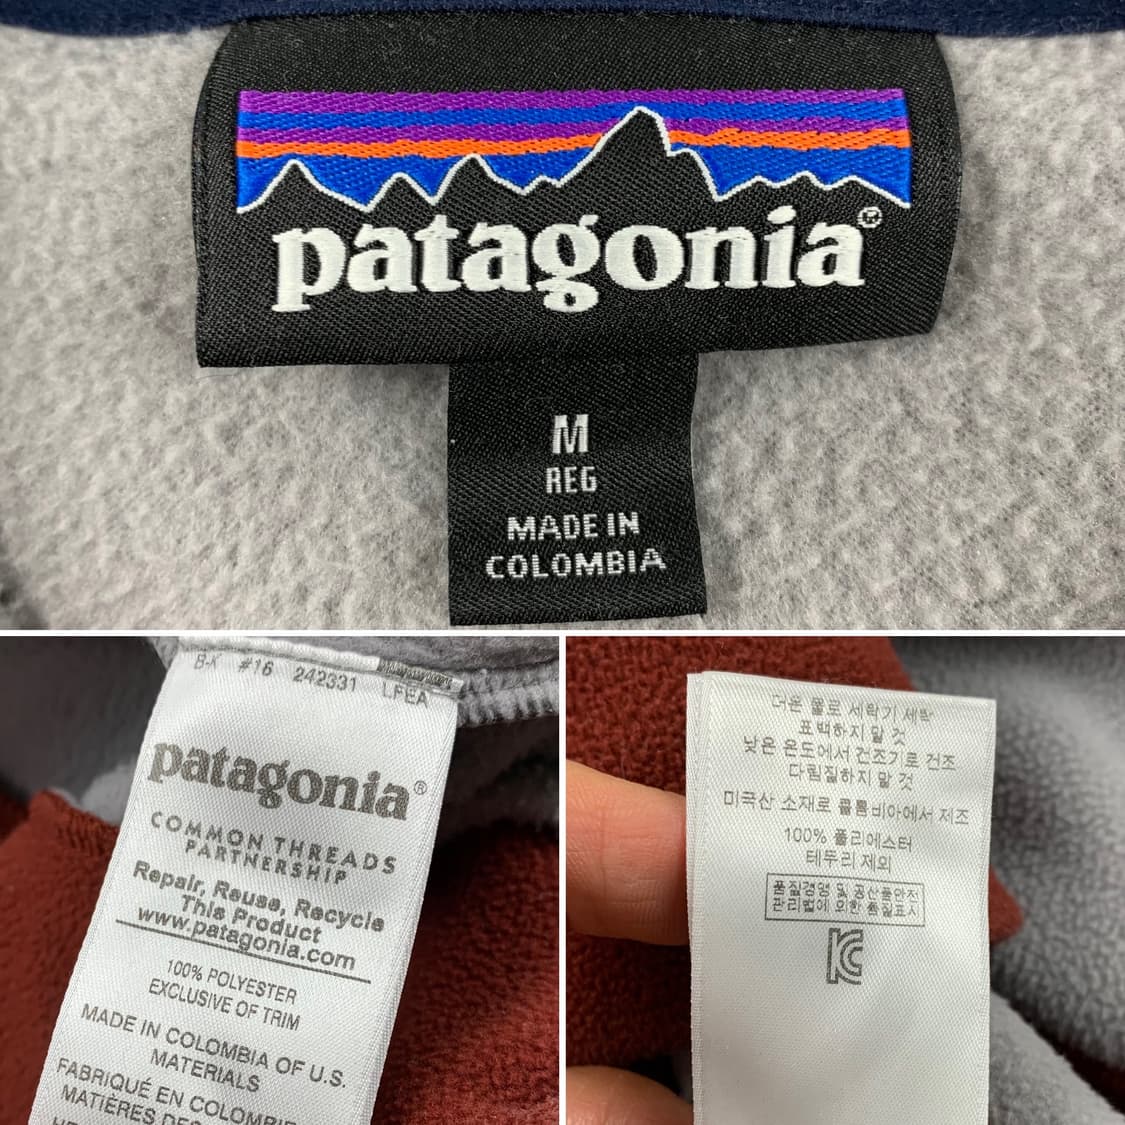 patagonia®
M
REG
MADE IN
COLOMBIA
B-K #16 242331 LFEA
patagonia®
COMMON THREADS
PARTNERSHIP
Repair, Reuse, Recycle
This Product
www.patagonia.com
100% POLYESTER
EXCLUSIVE OF TRIM
MADE IN COLOMBIA OF U.S.
MATERIALS
FABRIQUÉ EN COLOMBIE
MATIÈRES
더운 물로 세탁기 세탁
표백하지 말 것
낮은 온도에서 건조기로 건조
다림질하지 말 것
미국산 소재로 콜롬비아에서 제조
100% 폴리에스터
테두리 제외
품질경영 및 공산품안전
관리법에 의한 품질표시
KC